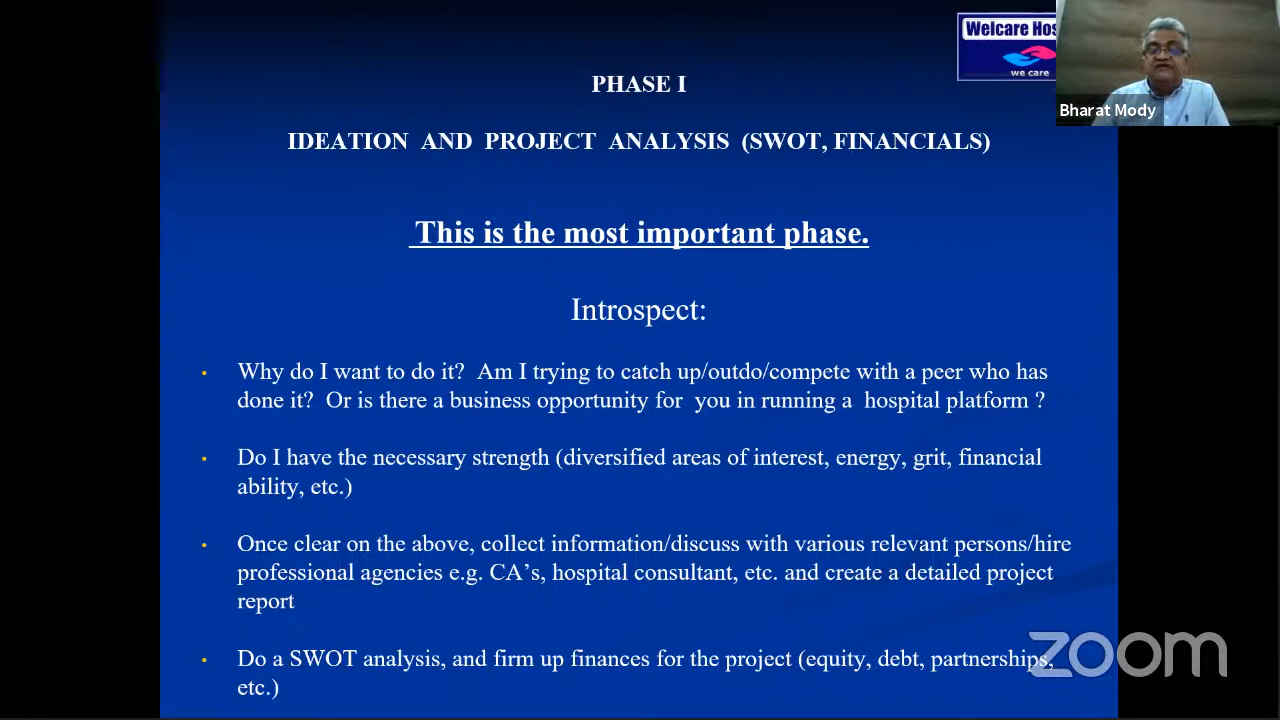 Welcare Hos
we care
Bharat Mody
PHASE I
IDEATION AND PROJECT ANALYSIS (SWOT, FINANCIALS)
This is the most important phase.
Introspect:
• Why do I want to do it? Am I trying to catch up/outdo/compete with a peer who has
done it? Or is there a business opportunity for you in running a hospital platform ?
• Do I have the necessary strength (diversified areas of interest, energy, grit, financial
ability, etc.)
• Once clear on the above, collect information/discuss with various relevant persons/hire
professional agencies e.g. CA’s, hospital consultant, etc. and create a detailed project
report
• Do a SWOT analysis, and firm up finances for the project (equity, debt, partnerships,
etc.)
zoom